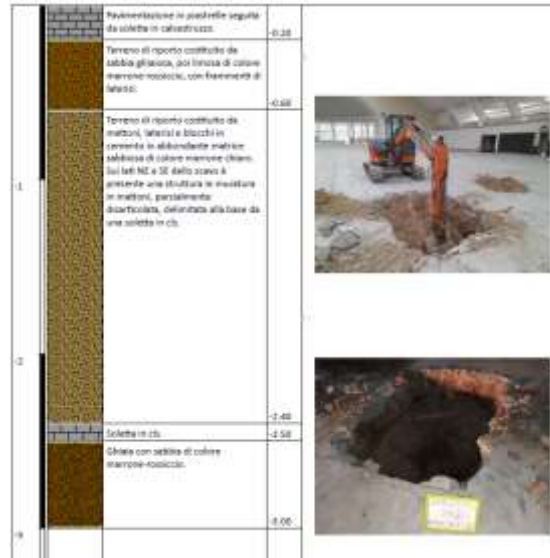 Pavimentazione in piastrelle seguita
da soletta in calcestruzzo.
-0.20
Terreno di riporto costituito da
sabbia ghiaiosa, poi limosa di colore
marrone-rossiccio, con frammenti di
laterizi.
-0.60
Terreno di riporto costituito da
mattoni, laterizi e blocchi in
cemento in abbondante matrice
sabbiosa di colore marrone chiaro.
Sui lati NE e SE dello scavo è
presente una struttura in muratura
in mattoni, parzialmente
disarticolata, delimitata alla base da
una soletta in cls.
-1
-2
-2.40
Soletta in cls.
-2.50
Ghiaia con sabbia di colore
marrone-rossiccio.
-3.00